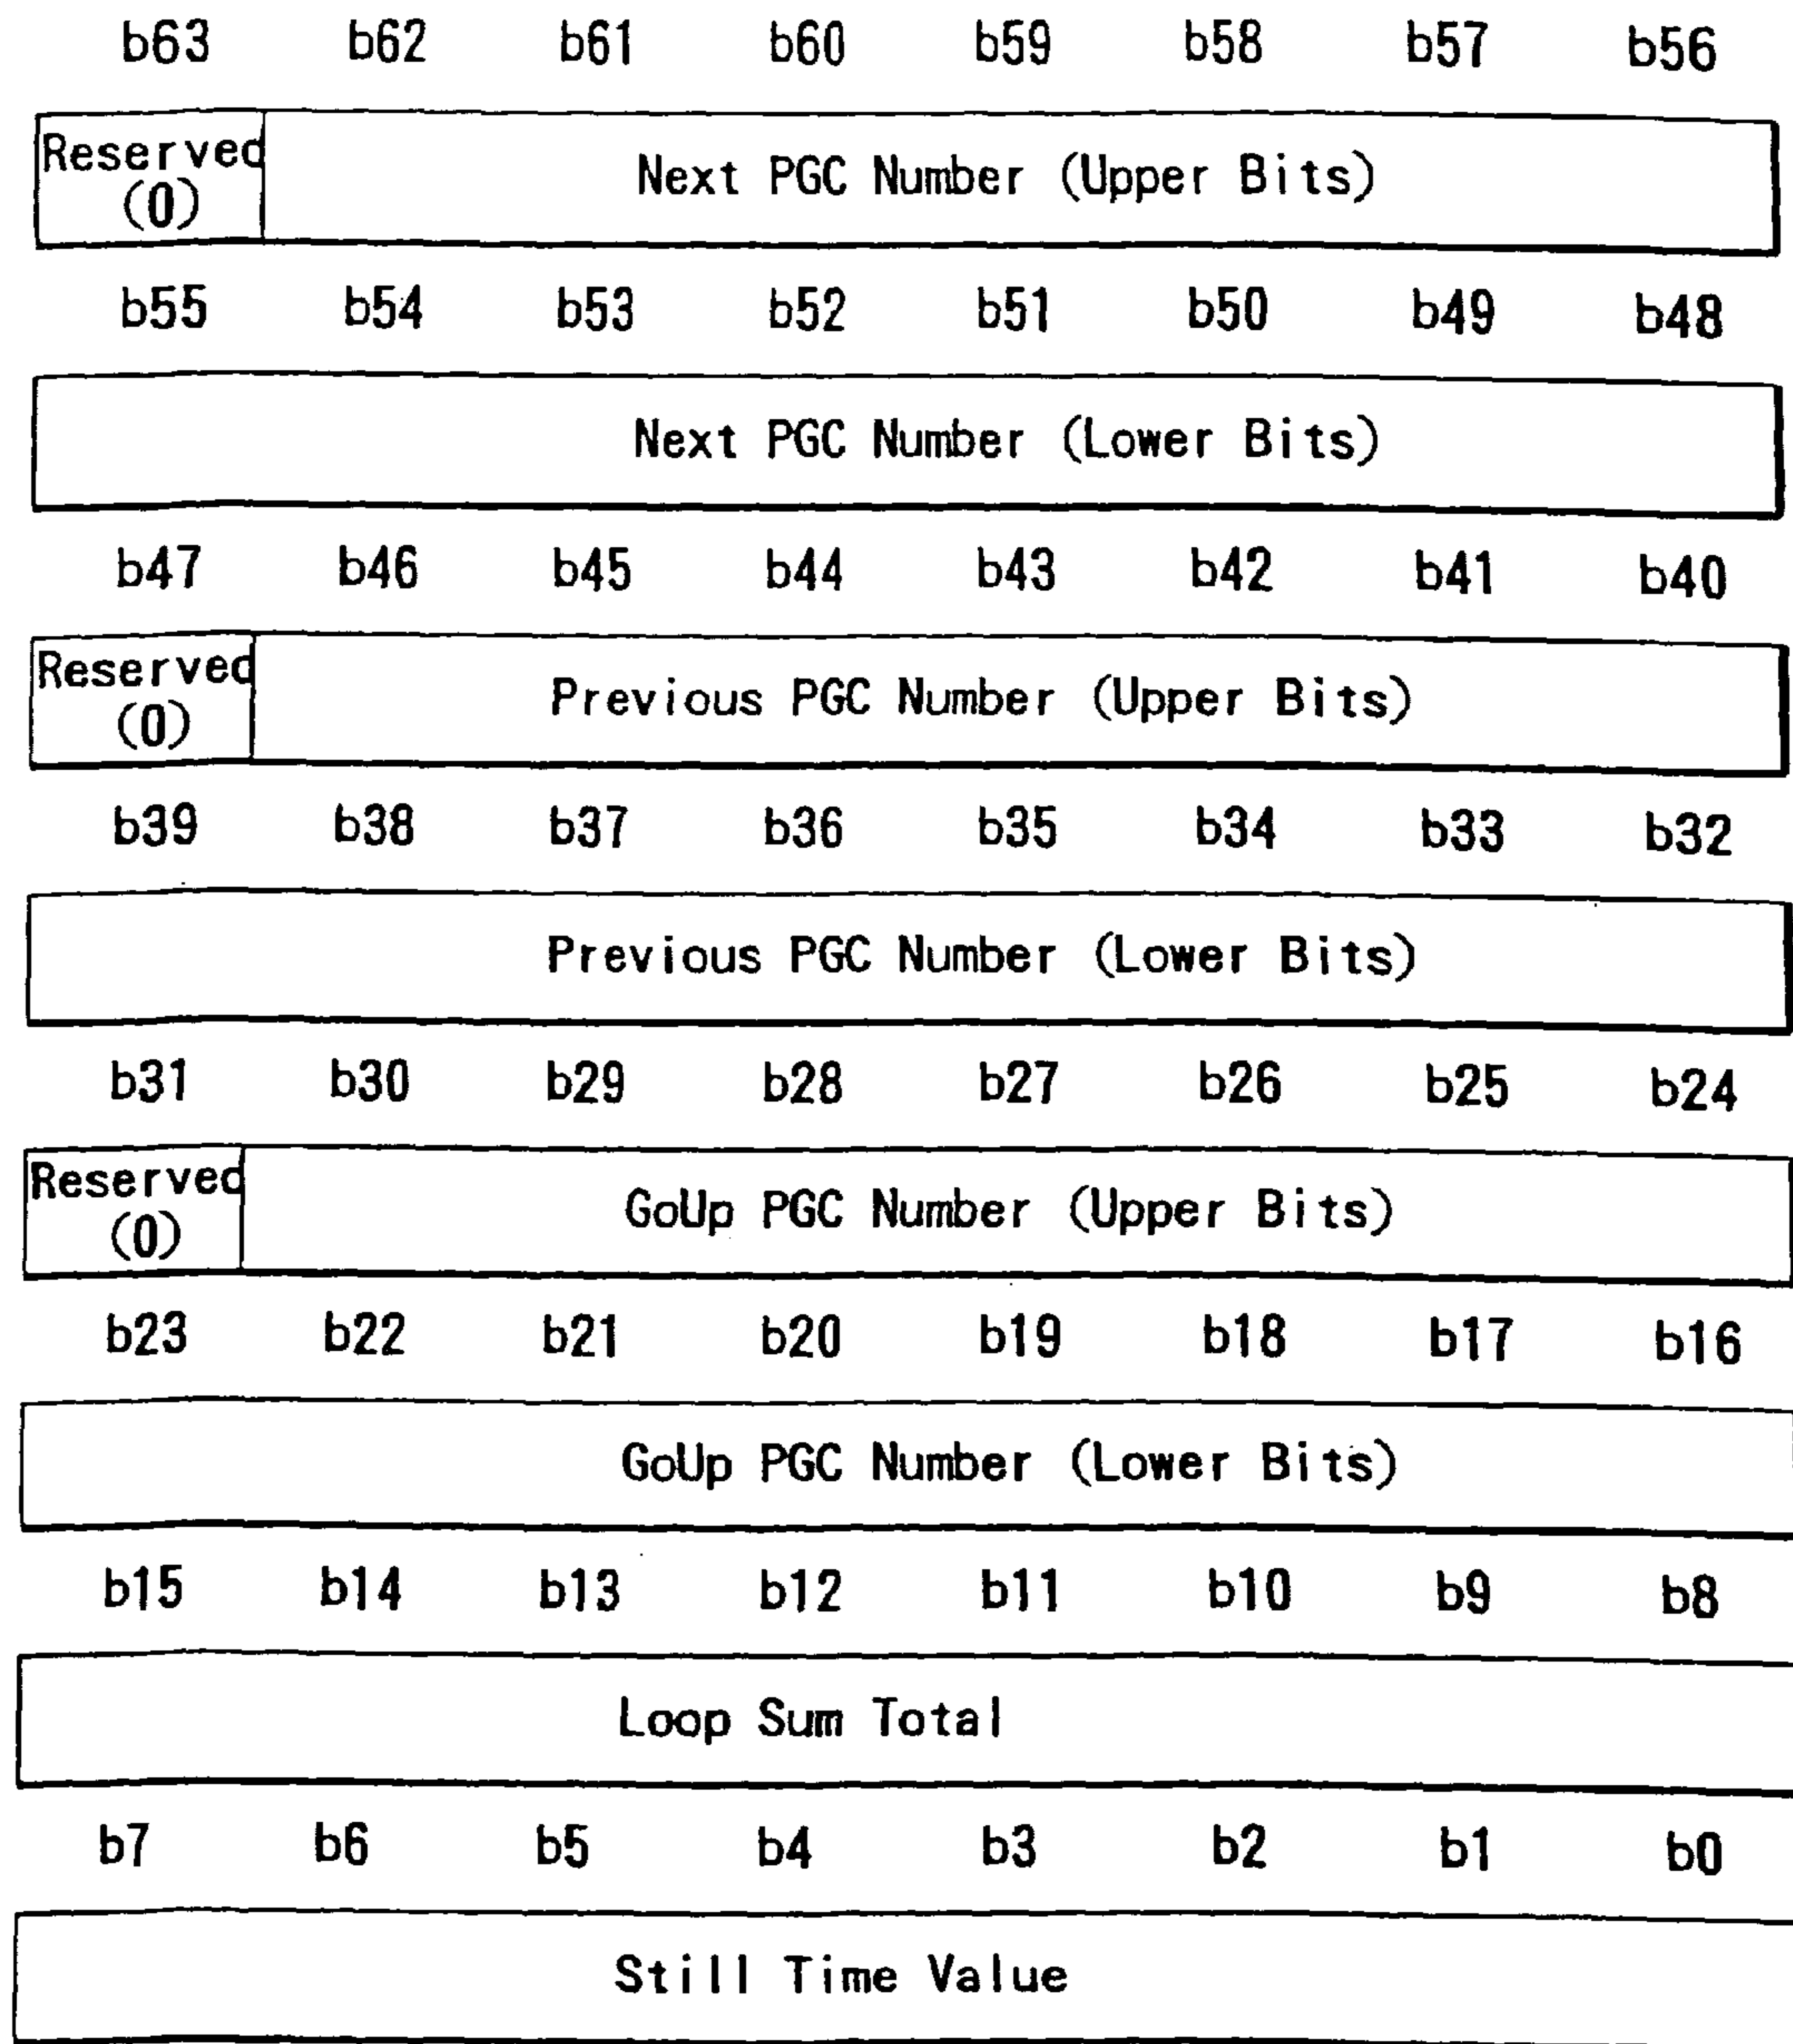 b63 b62 b61 b60 b59 b58 b57 b56
Reserved
(0)
Next PGC Number (Upper Bits)
b55 b54 b53 b52 b51 b50 b49 b48
Next PGC Number (Lower Bits)
b47 b46 b45 b44 b43 b42 b41 b40
Reserved
(0)
Previous PGC Number (Upper Bits)
b39 b38 b37 b36 b35 b34 b33 b32
Previous PGC Number (Lower Bits)
b31 b30 b29 b28 b27 b26 b25 b24
Reserved
(0)
GoUp PGC Number (Upper Bits)
b23 b22 b21 b20 b19 b18 b17 b16
GoUp PGC Number (Lower Bits)
b15 b14 b13 b12 b11 b10 b9 b8
Loop Sum Total
b7 b6 b5 b4 b3 b2 b1 b0
Still Time Value